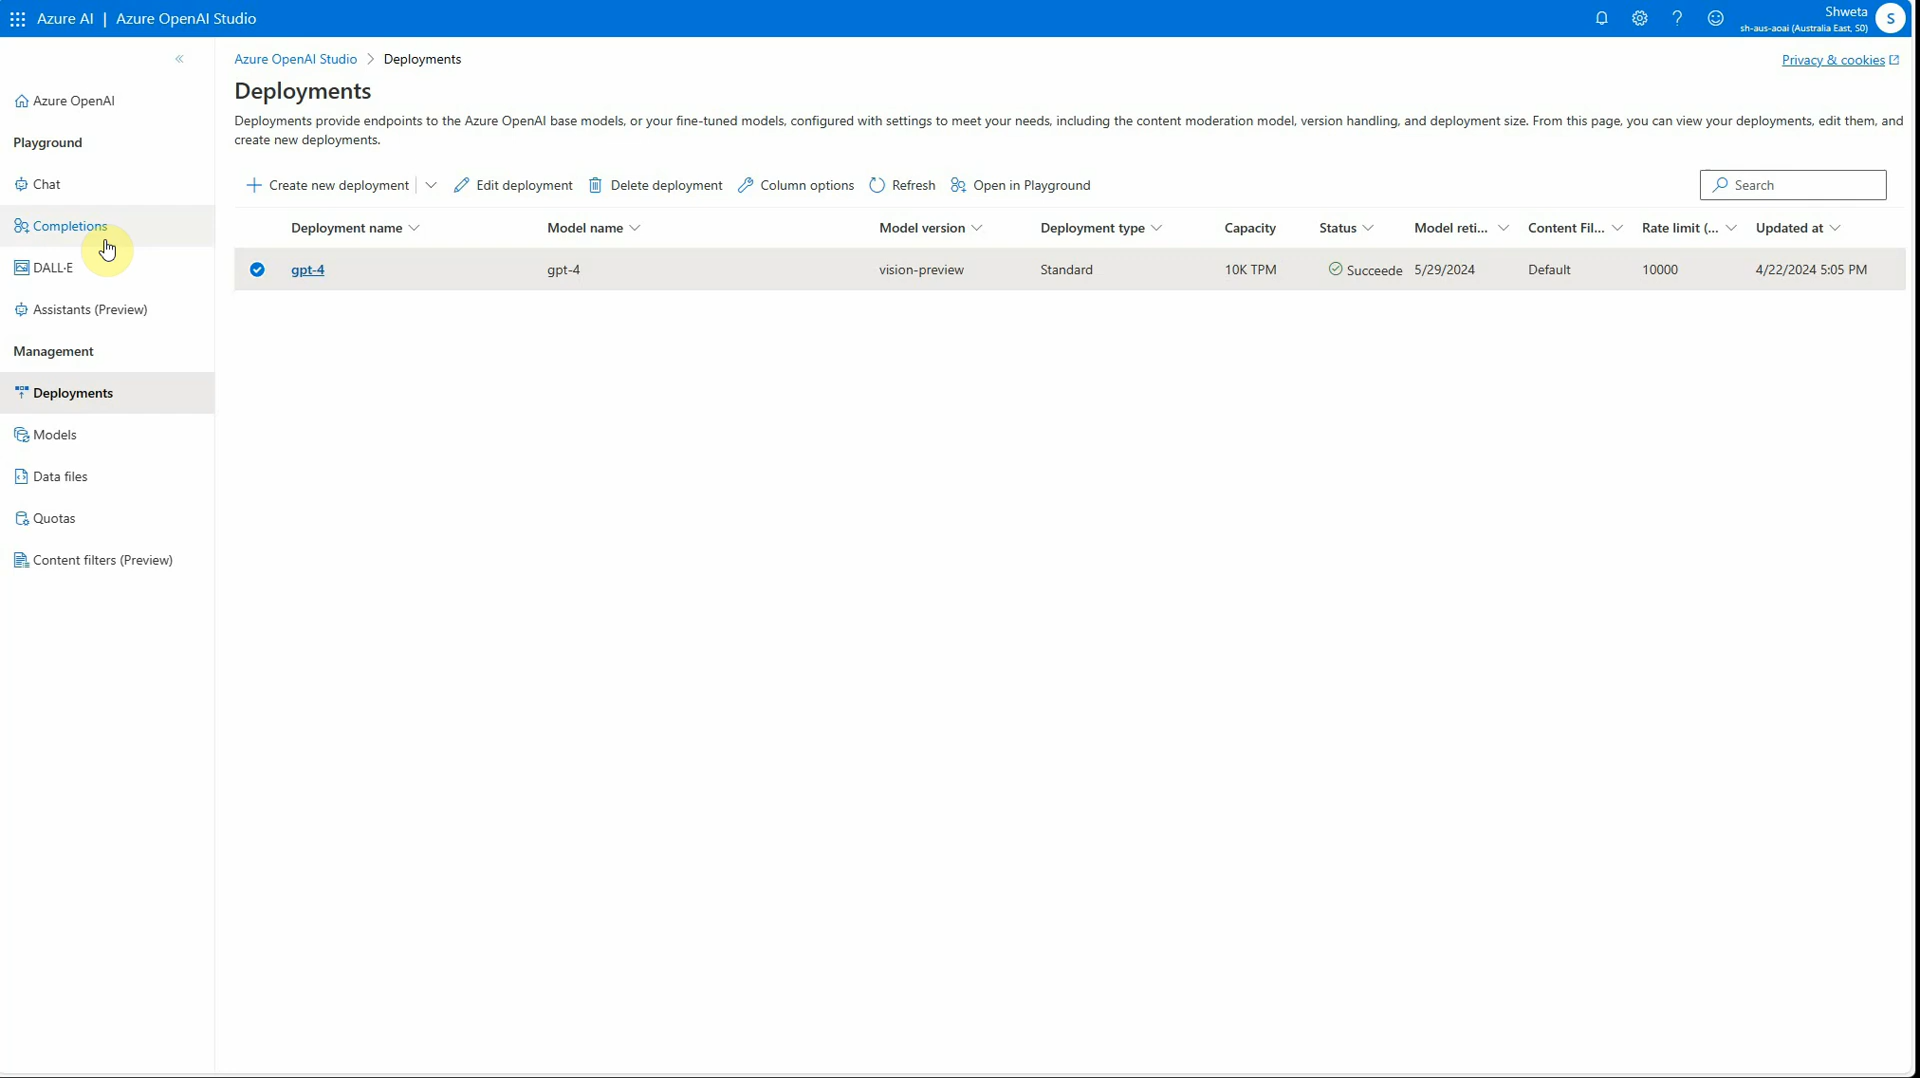 Azure AI | Azure OpenAI Studio
Shweta
sh-aus-aoai (Australia East, S0)
S
Azure OpenAI
Playground
Chat
Completions
DALL·E
Assistants (Preview)
Management
Deployments
Models
Data files
Quotas
Content filters (Preview)
Azure OpenAI Studio > Deployments
Privacy & cookies
Deployments
Deployments provide endpoints to the Azure OpenAI base models, or your fine-tuned models, configured with settings to meet your needs, including the content moderation model, version handling, and deployment size. From this page, you can view your deployments, edit them, and
create new deployments.
Create new deployment Edit deployment Delete deployment Column options Refresh Open in Playground Search
Deployment name Model name Model version Deployment type Capacity Status Model reti... Content Fil... Rate limit (... Updated at
gpt-4 gpt-4 vision-preview Standard 10K TPM Succeede 5/29/2024 Default 10000 4/22/2024 5:05 PM